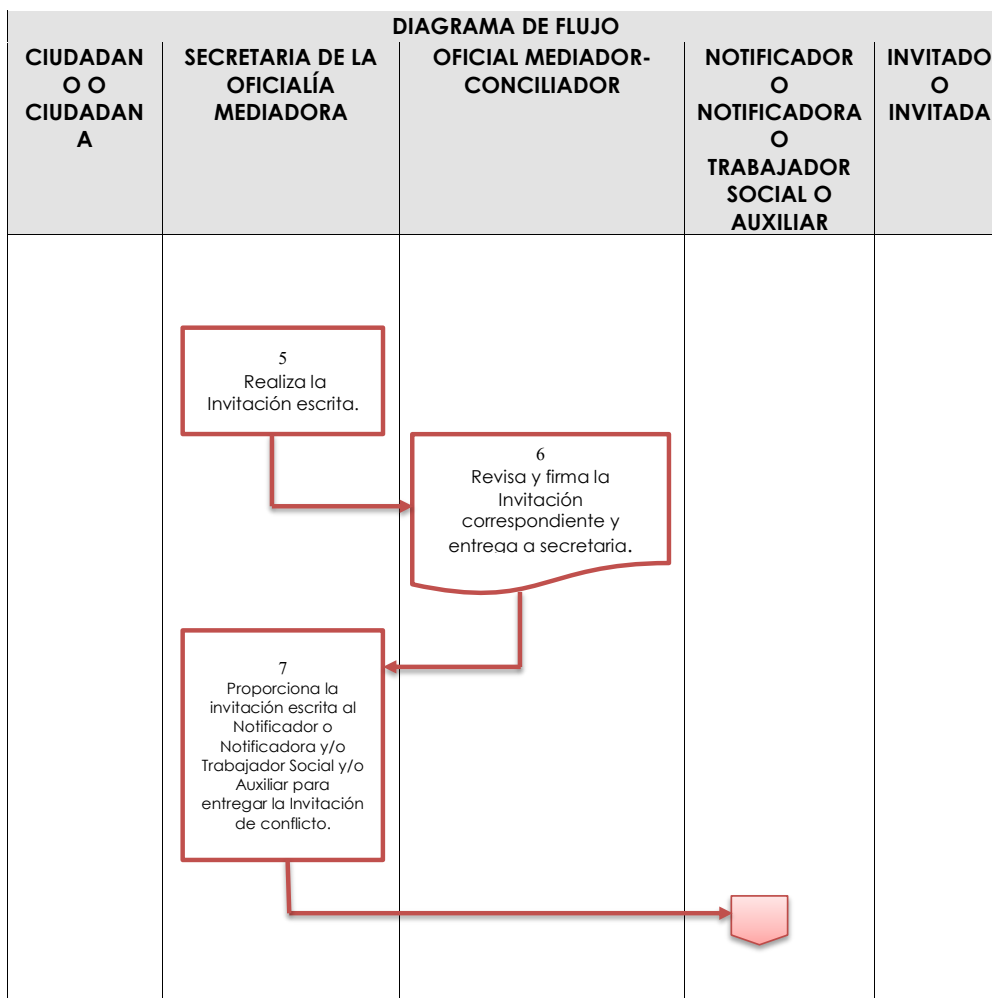 DIAGRAMA DE FLUJO
CIUDADAN
O O
CIUDADAN
A
SECRETARIA DE LA
OFICIALÍA
MEDIADORA
OFICIAL MEDIADOR-
CONCILIADOR
NOTIFICADOR
O
NOTIFICADORA
O
TRABAJADOR
SOCIAL O
AUXILIAR
INVITADO
O
INVITADA
5
Realiza la
Invitación escrita.
6
Revisa y firma la
Invitación
correspondiente y
entrega a secretaria.
7
Proporciona la
invitación escrita al
Notificador o
Notificadora y/o
Trabajador Social y/o
Auxiliar para
entregar la Invitación
de conflicto.